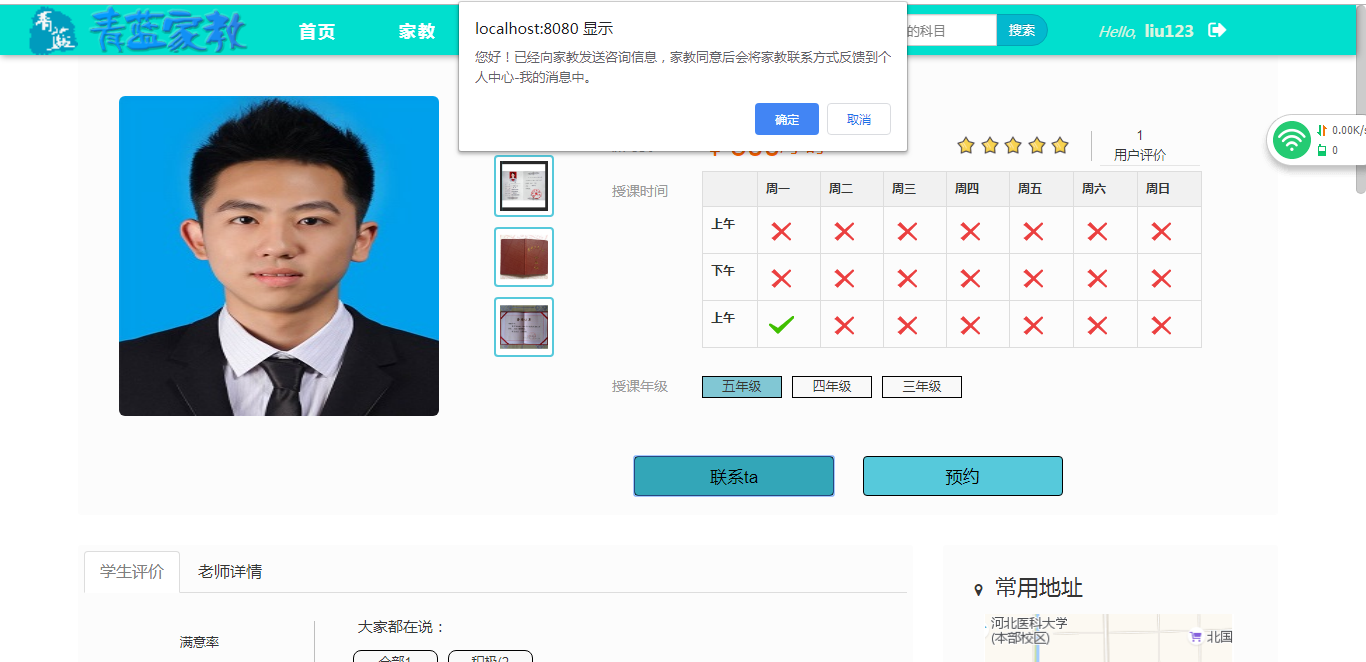 青蓝
青蓝家教
首页
家教
的科目
搜索
Hello, liu123
localhost:8080 显示
您好！已经向家教发送咨询信息，家教同意后会将家教联系方式反馈到个
人中心-我的消息中。
确定
取消
1
用户评价
0.00K/s
0
授课时间
周一 周二 周三 周四 周五 周六 周日
上午
下午
上午
授课年级
五年级
四年级
三年级
联系ta
预约
学生评价
老师详情
常用地址
满意率
大家都在说：
河北医科大学
(本部校区)
北国
全部1
积极(2